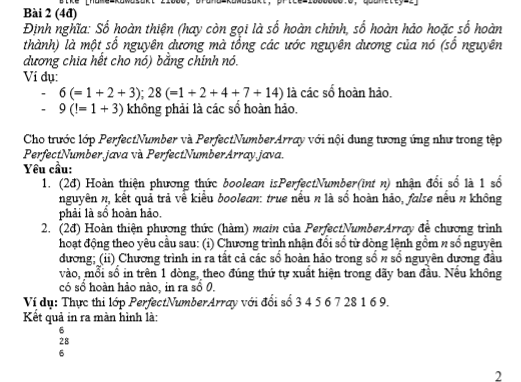 Bike [name=Kawasaki Z1000, brand=Kawasaki, price=1000000.0, quantity=2]
Bài 2 (4đ)
Định nghĩa: Số hoàn thiện (hay còn gọi là số hoàn chỉnh, số hoàn hảo hoặc số hoàn
thành) là một số nguyên dương mà tổng các ước nguyên dương của nó (số nguyên
dương chia hết cho nó) bằng chính nó.
Ví dụ:
- 6 (= 1 + 2 + 3); 28 (=1 + 2 + 4 + 7 + 14) là các số hoàn hảo.
- 9 (!= 1 + 3) không phải là các số hoàn hảo.
Cho trước lớp PerfectNumber và PerfectNumberArray với nội dung tương ứng như trong tệp
PerfectNumber.java và PerfectNumberArray.java.
Yêu cầu:
1. (2đ) Hoàn thiện phương thức boolean isPerfectNumber(int n) nhận đối số là 1 số
nguyên n, kết quả trả về kiểu boolean: true nếu n là số hoàn hảo, false nếu n không
phải là số hoàn hảo.
2. (2đ) Hoàn thiện phương thức (hàm) main của PerfectNumberArray để chương trình
hoạt động theo yêu cầu sau: (i) Chương trình nhận đối số từ dòng lệnh gồm n số nguyên
dương; (ii) Chương trình in ra tất cả các số hoàn hảo trong số n số nguyên dương đầu
vào, mỗi số in trên 1 dòng, theo đúng thứ tự xuất hiện trong dãy ban đầu. Nếu không
có số hoàn hảo nào, in ra số 0.
Ví dụ: Thực thi lớp PerfectNumberArray với đối số 3 4 5 6 7 28 1 6 9.
Kết quả in ra màn hình là:
6
28
6
2